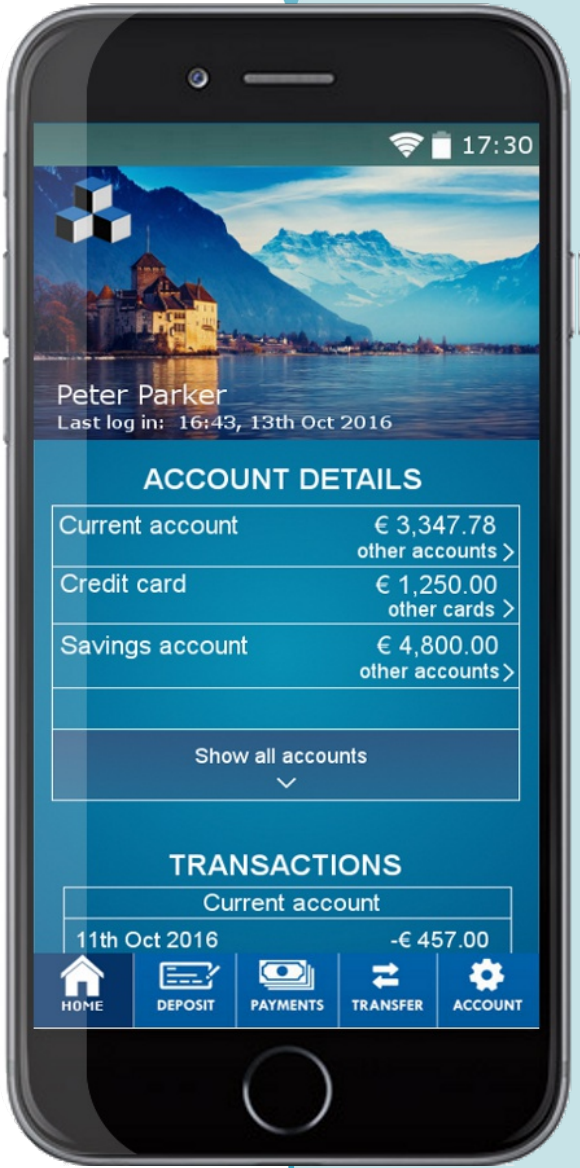 17:30
Peter Parker
Last log in: 16:43, 13th Oct 2016
ACCOUNT DETAILS
Current account € 3,347.78
other accounts >
Credit card € 1,250.00
other cards >
Savings account € 4,800.00
other accounts >
Show all accounts
TRANSACTIONS
Current account
11th Oct 2016 -€ 457.00
HOME DEPOSIT PAYMENTS TRANSFER ACCOUNT